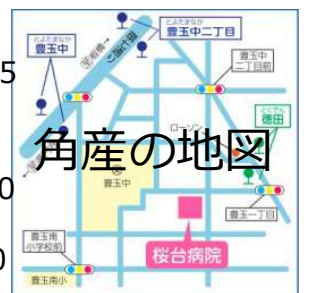 とよたまなか
豊玉中
とよたまなか
豊玉中二丁目
豊玉中
二丁目前
5
ローソン
とくでん
徳田
角産の地図
豊玉中
0
豊玉一丁目
豊玉南
小学校前
桜台病院
0
豊玉南小